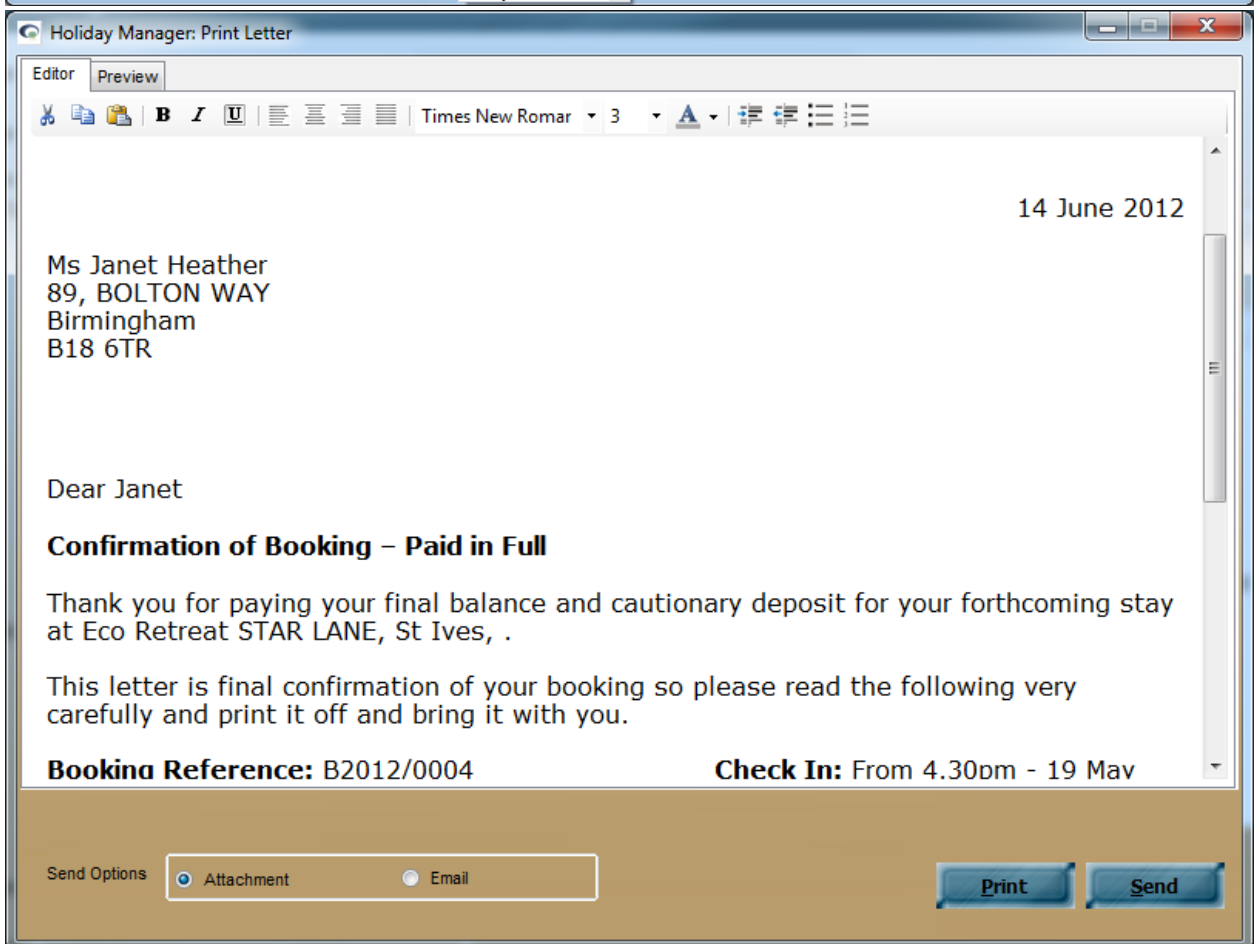 Holiday Manager: Print Letter
Editor Preview
B I U Times New Romar 3 A
14 June 2012
Ms Janet Heather
89, BOLTON WAY
Birmingham
B18 6TR
Dear Janet
Confirmation of Booking – Paid in Full
Thank you for paying your final balance and cautionary deposit for your forthcoming stay
at Eco Retreat STAR LANE, St Ives, .
This letter is final confirmation of your booking so please read the following very
carefully and print it off and bring it with you.
Booking Reference: B2012/0004 Check In: From 4.30pm - 19 May
Send Options Attachment Email
Print Send